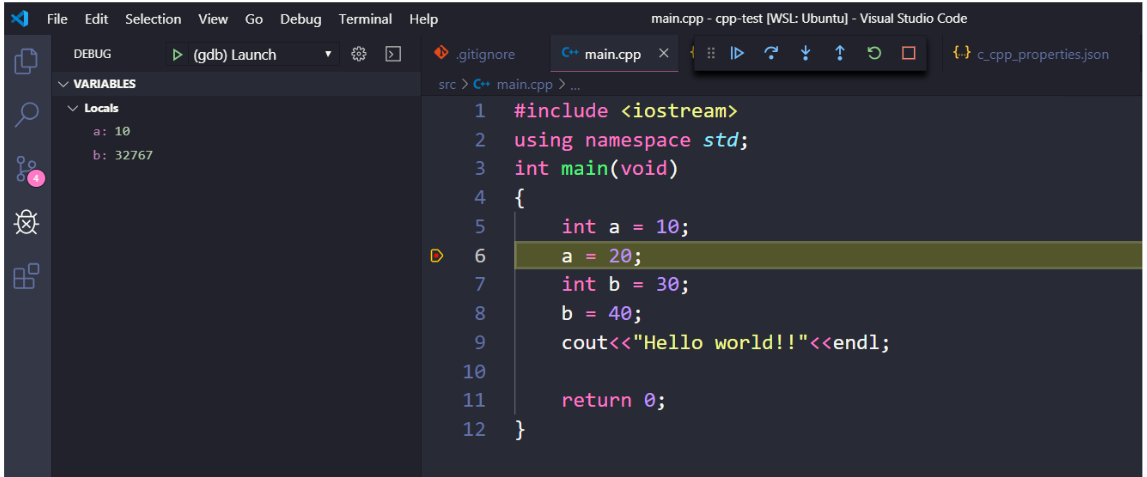 File Edit Selection View Go Debug Terminal Help main.cpp - cpp-test [WSL: Ubuntu] - Visual Studio Code
DEBUG (gdb) Launch
VARIABLES
Locals
a: 10
b: 32767
4
.gitignore C++ main.cpp {..} c_cpp_properties.json
src > C++ main.cpp > ...
1 #include <iostream>
2 using namespace std;
3 int main(void)
4 {
5 int a = 10;
6 a = 20;
7 int b = 30;
8 b = 40;
9 cout<<"Hello world!!"<<endl;
10
11 return 0;
12 }